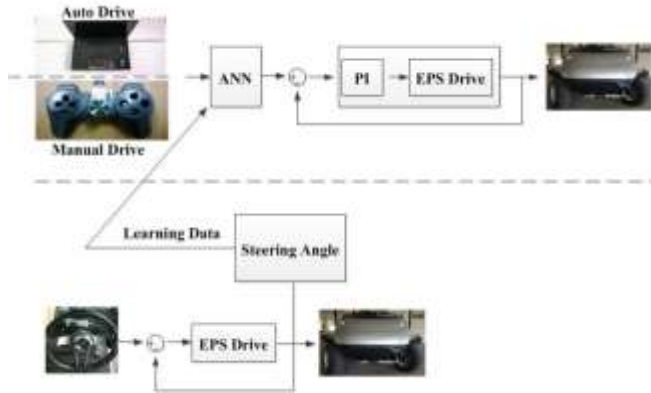 Auto Drive
ANN
PI
EPS Drive
Manual Drive
Learning Data
Steering Angle
EPS Drive